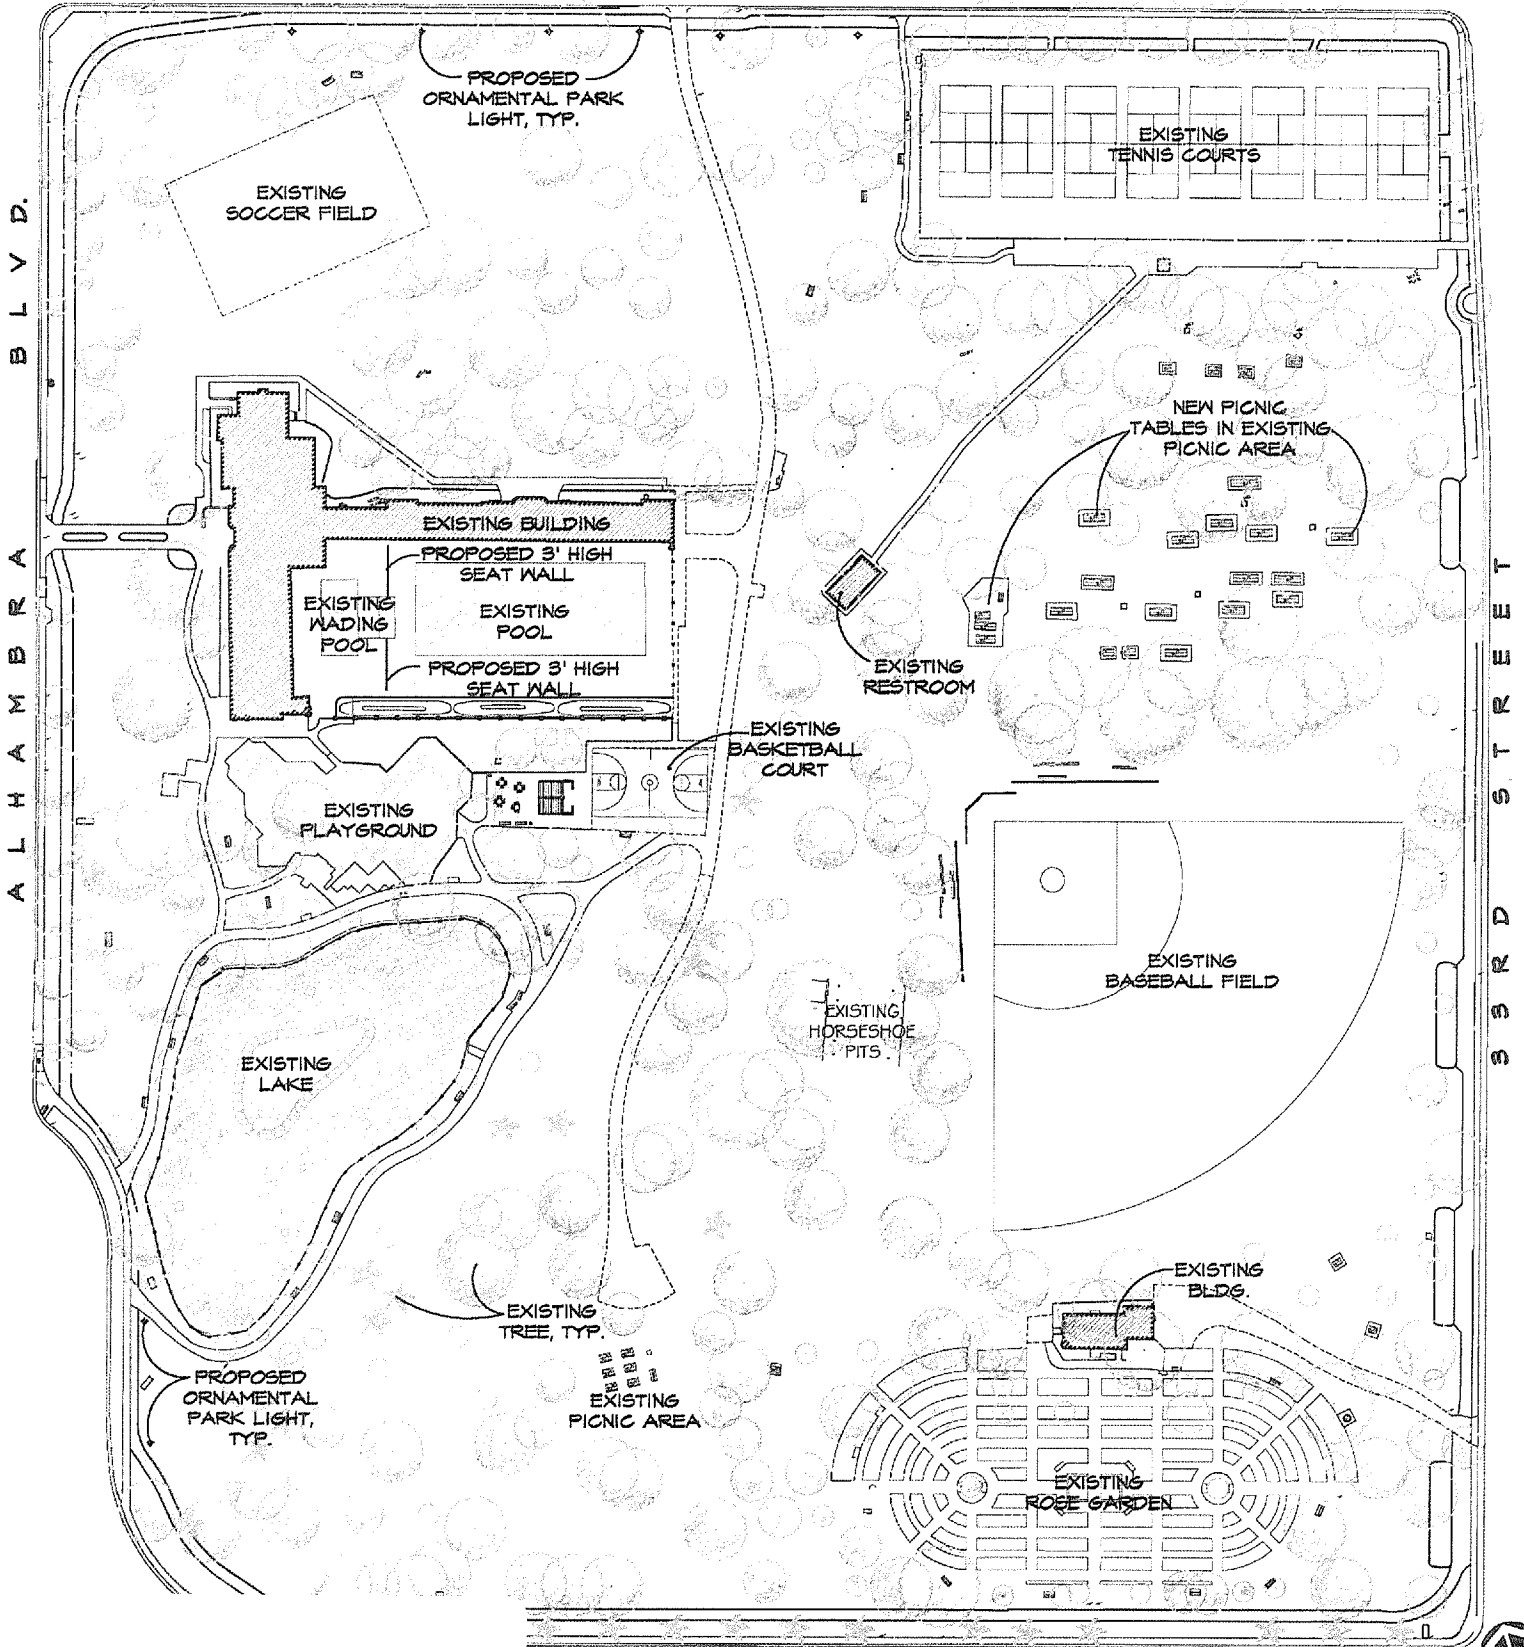 PROPOSED
ORNAMENTAL PARK
LIGHT, TYP.
EXISTING
TENNIS COURTS
EXISTING
SOCCER FIELD
ALHAMBRA BLVD.
NEW PICNIC
TABLES IN EXISTING
PICNIC AREA
EXISTING BUILDING
PROPOSED 3' HIGH
SEAT WALL
EXISTING
WADING
POOL
EXISTING
POOL
PROPOSED 3' HIGH
SEAT WALL
EXISTING
RESTROOM
33RD STREET
EXISTING
BASKETBALL
COURT
EXISTING
PLAYGROUND
EXISTING
BASEBALL FIELD
EXISTING
HORSESHOE
PITS
EXISTING
LAKE
EXISTING
BLDG.
EXISTING
TREE, TYP.
PROPOSED
ORNAMENTAL
PARK LIGHT,
TYP.
EXISTING
PICNIC AREA
EXISTING
ROSE GARDEN